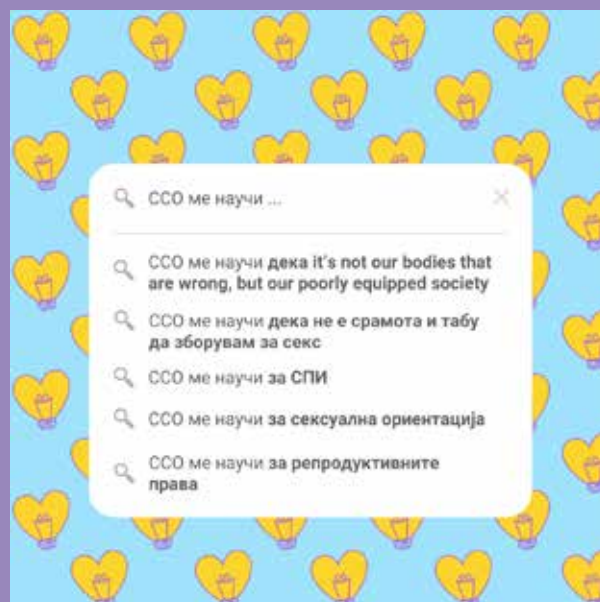 ССО ме научи ...
ССО ме научи дека it's not our bodies that
are wrong, but our poorly equipped society
ССО ме научи дека не е срамота и табу
да зборувам за секс
ССО ме научи за СПИ
ССО ме научи за сексуална ориентација
ССО ме научи за репродуктивните
права